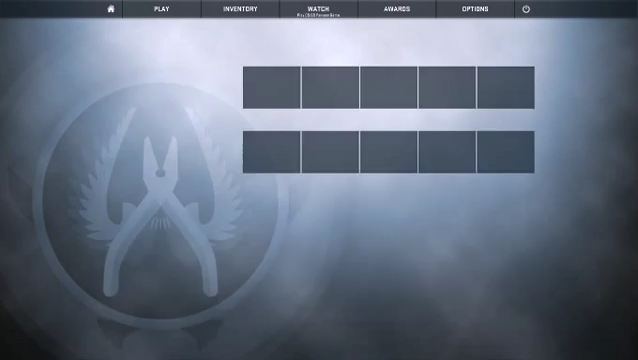 PLAY
INVENTORY
WATCH
AWARDS
OPTIONS